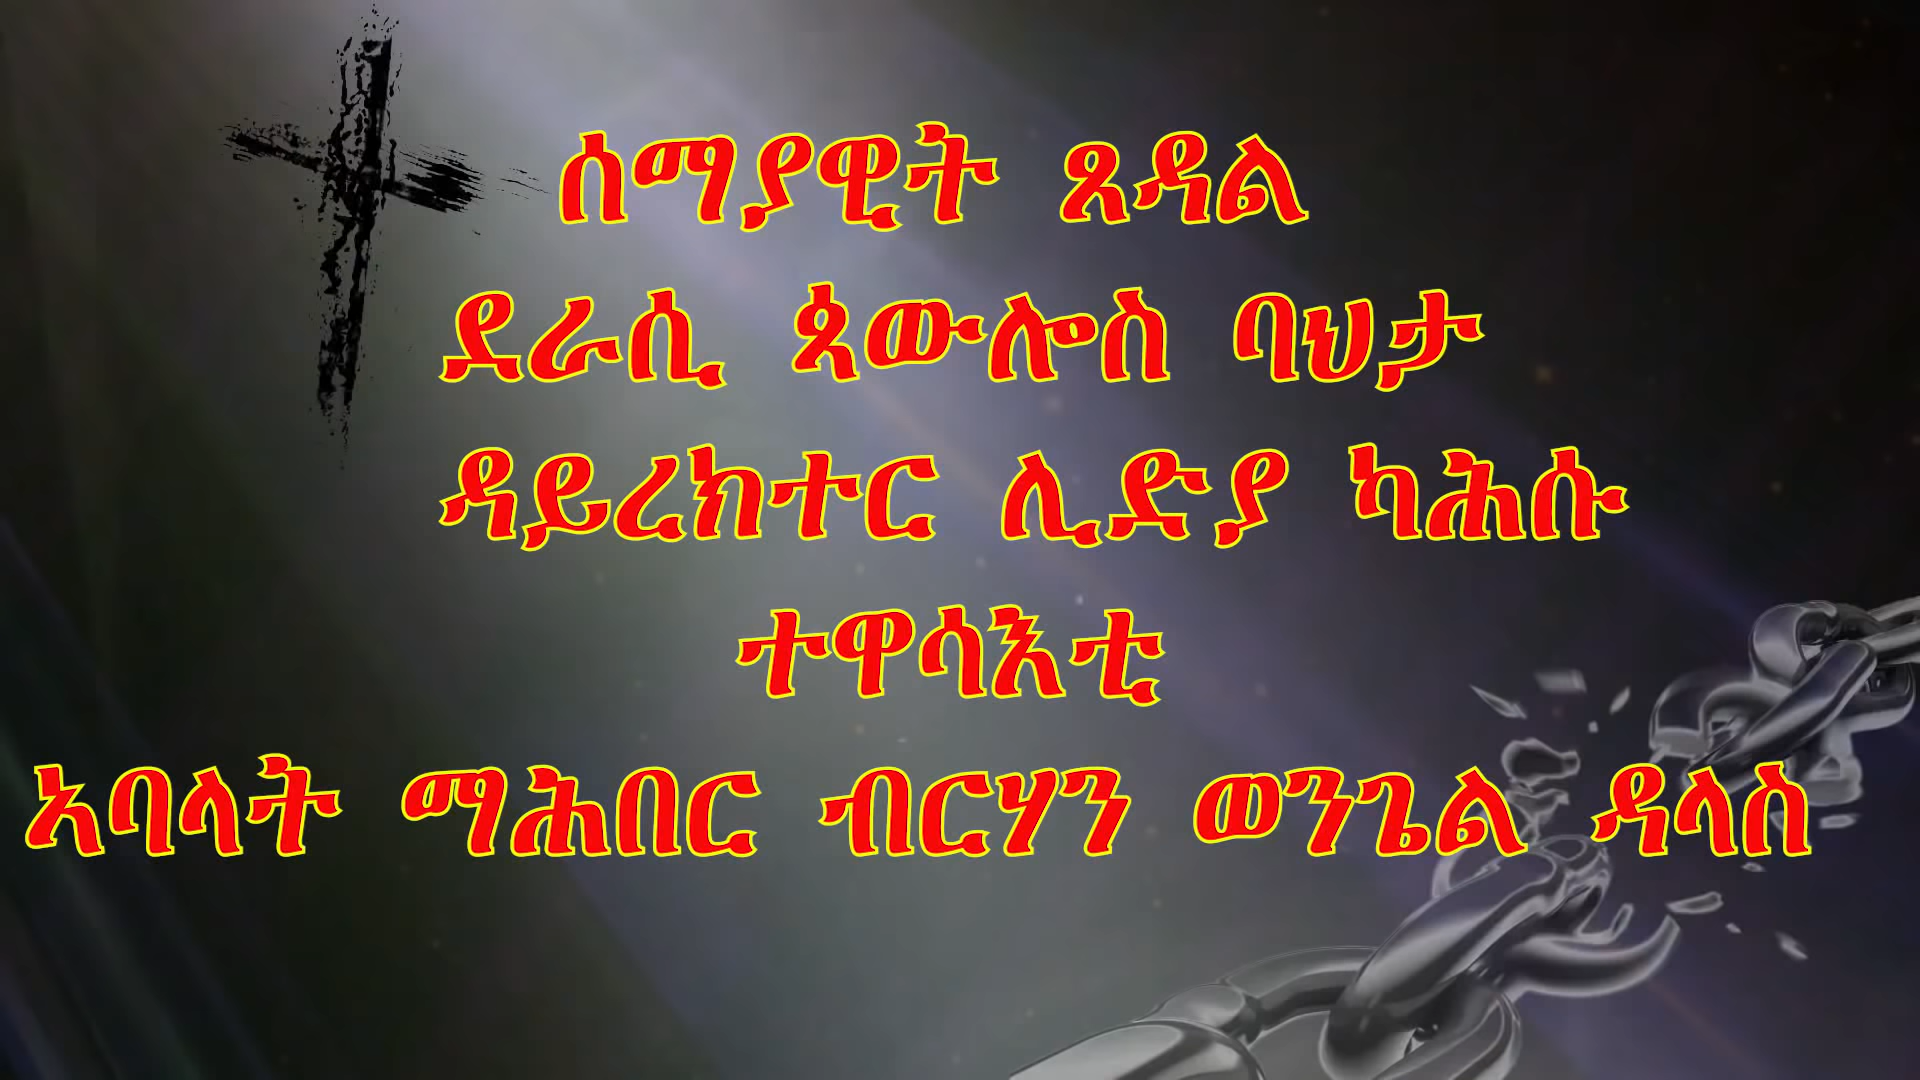 ሰማያዊት ጸዳል
ደራሲ ጳውሎስ ባህታ
ዳይረክተር ሊድያ ካሕሱ
ተዋሳእቲ
ኣባላት ማሕበር ብርሃን ወንጌል ዳላስ